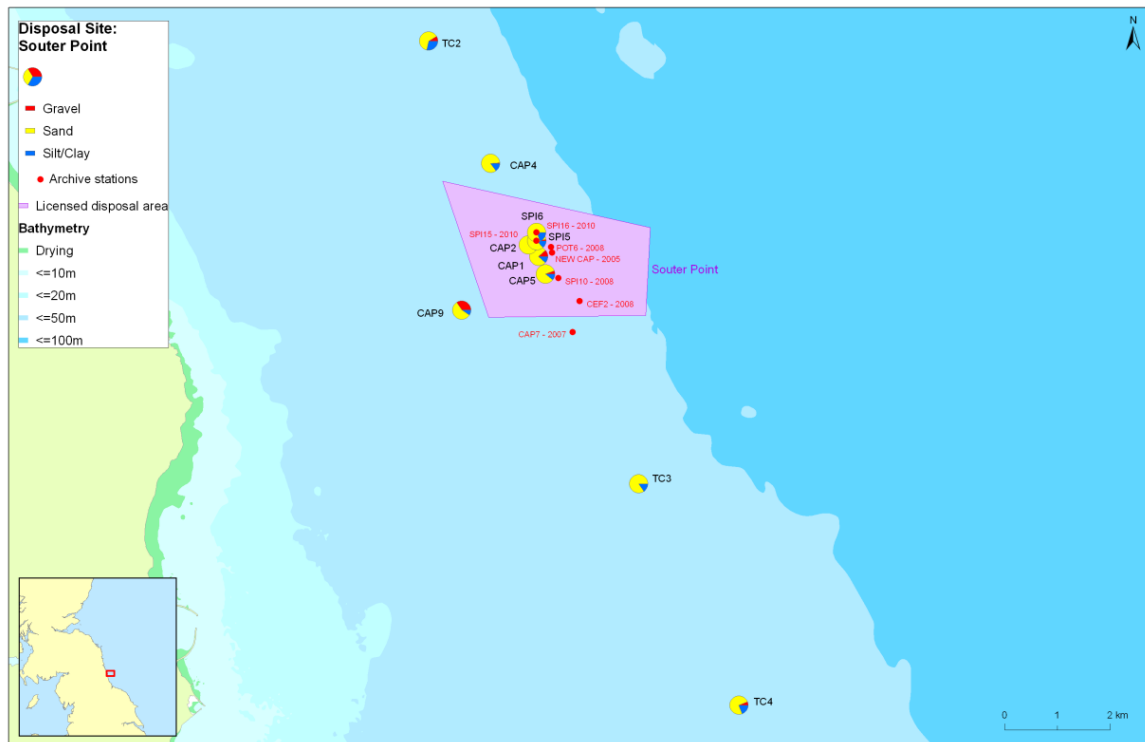 Disposal Site:
Souter Point
Gravel
Sand
Silt/Clay
Archive stations
Licensed disposal area
Bathymetry
Drying
<=10m
<=20m
<=50m
<=100m
N
TC2
CAP4
SPI6
SPI16 - 2010
SPI15 - 2010
SPI5
CAP2
POT6 - 2008
NEW CAP - 2005
CAP1
Souter Point
CAP5
SPI10 - 2006
CEF2 - 2008
CAP9
CAP7 - 2007
TC3
TC4
0 1 2 km